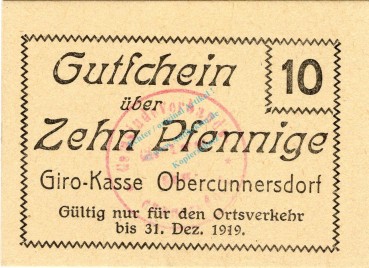 Gutschein
10
über
Zehn Pfennige
Giro-Kasse Obercunnersdorf
Gültig nur für den Ortsverkehr
bis 31. Dez. 1919.